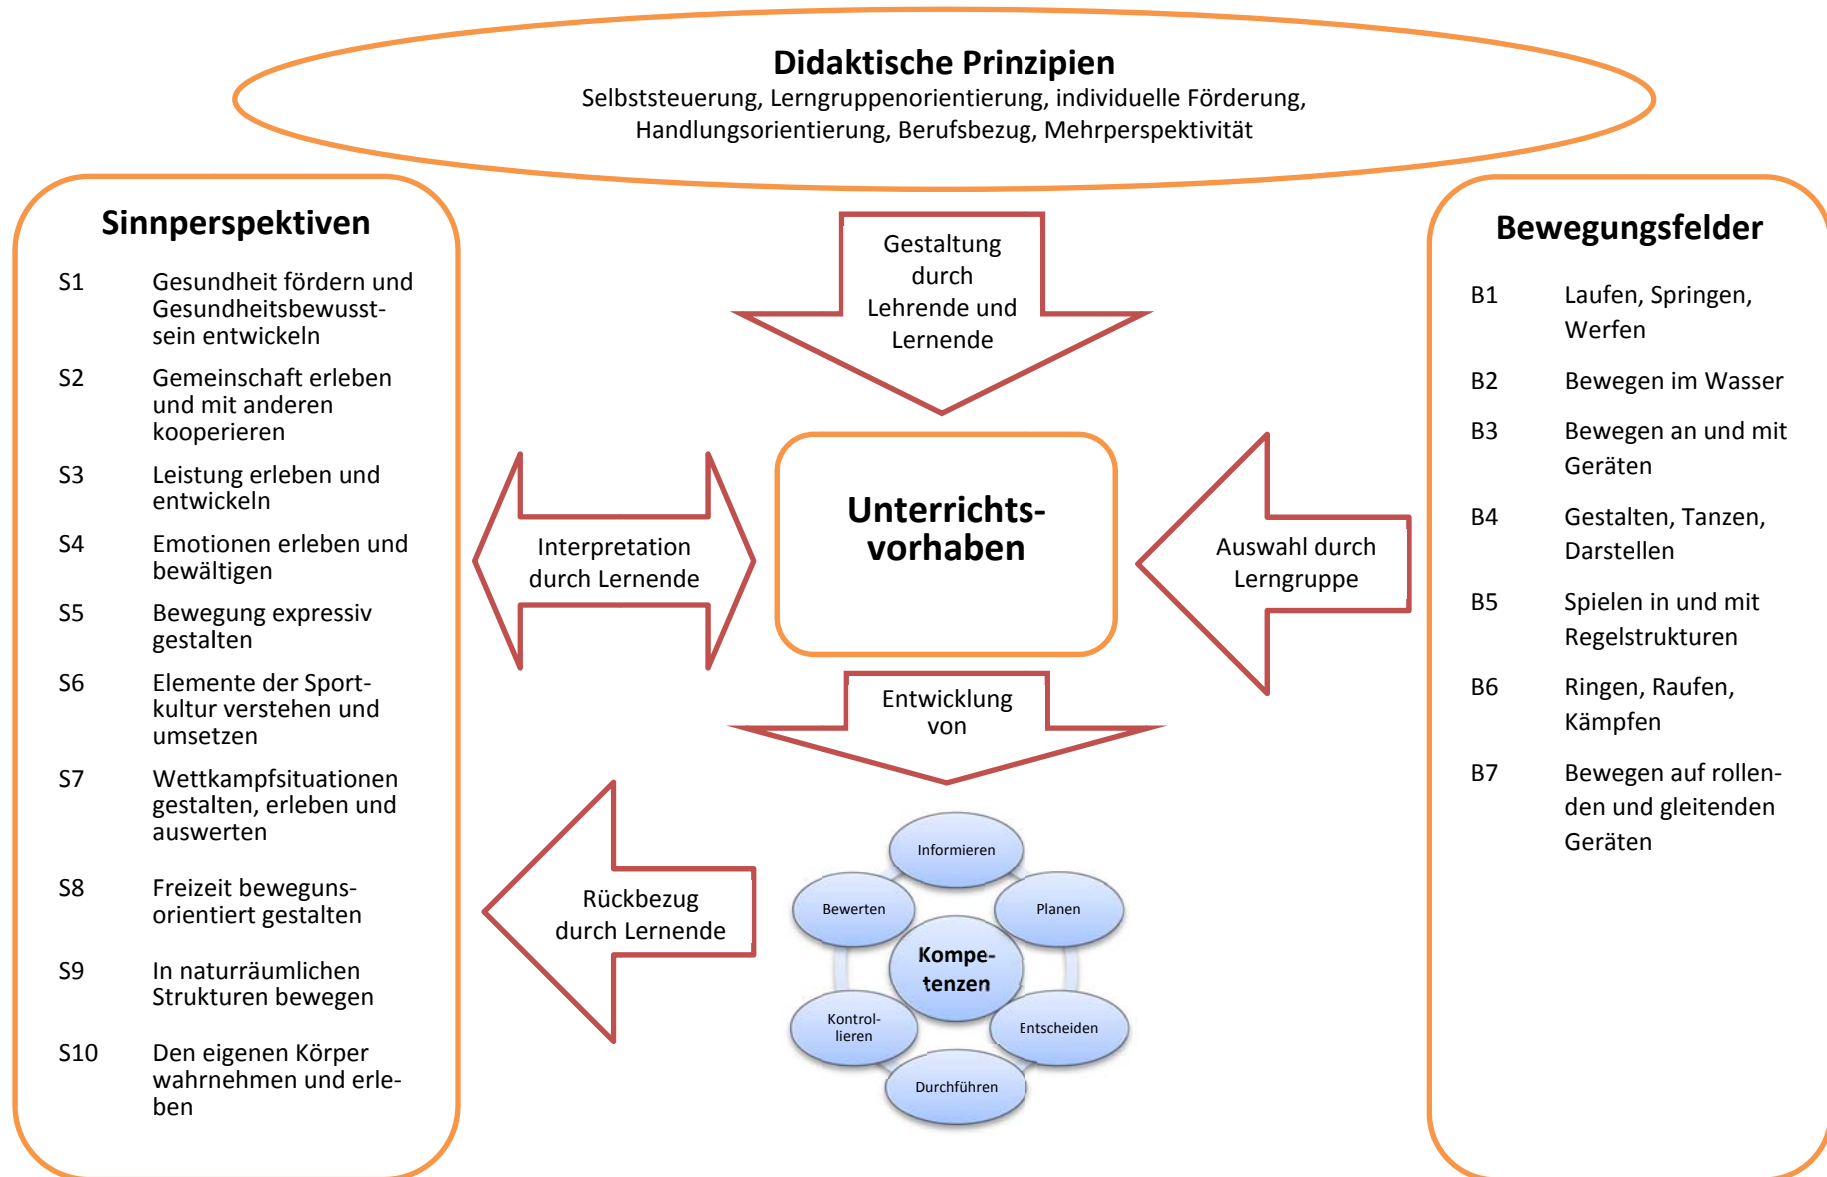 Didaktische Prinzipien
Selbststeuerung, Lerngruppenorientierung, individuelle Förderung,
Handlungsorientierung, Berufsbezug, Mehrperspektivität
Sinnperspektiven
S1 Gesundheit fördern und
Gesundheitsbewusst-
sein entwickeln
S2 Gemeinschaft erleben
und mit anderen
kooperieren
S3 Leistung erleben und
entwickeln
S4 Emotionen erleben und
bewältigen
S5 Bewegung expressiv
gestalten
S6 Elemente der Sport-
kultur verstehen und
umsetzen
S7 Wettkampfsituationen
gestalten, erleben und
auswerten
S8 Freizeit beweguns-
orientiert gestalten
S9 In naturräumlichen
Strukturen bewegen
S10 Den eigenen Körper
wahrnehmen und erle-
ben
Gestaltung
durch
Lehrende und
Lernende
Interpretation
durch Lernende
Unterrichts-
vorhaben
Auswahl durch
Lerngruppe
Entwicklung
von
Rückbezug
durch Lernende
Informieren
Bewerten
Planen
Kompe-
tenzen
Kontrol-
lieren
Entscheiden
Durchführen
Bewegungsfelder
B1 Laufen, Springen,
Werfen
B2 Bewegen im Wasser
B3 Bewegen an und mit
Geräten
B4 Gestalten, Tanzen,
Darstellen
B5 Spielen in und mit
Regelstrukturen
B6 Ringen, Raufen,
Kämpfen
B7 Bewegen auf rollen-
den und gleitenden
Geräten